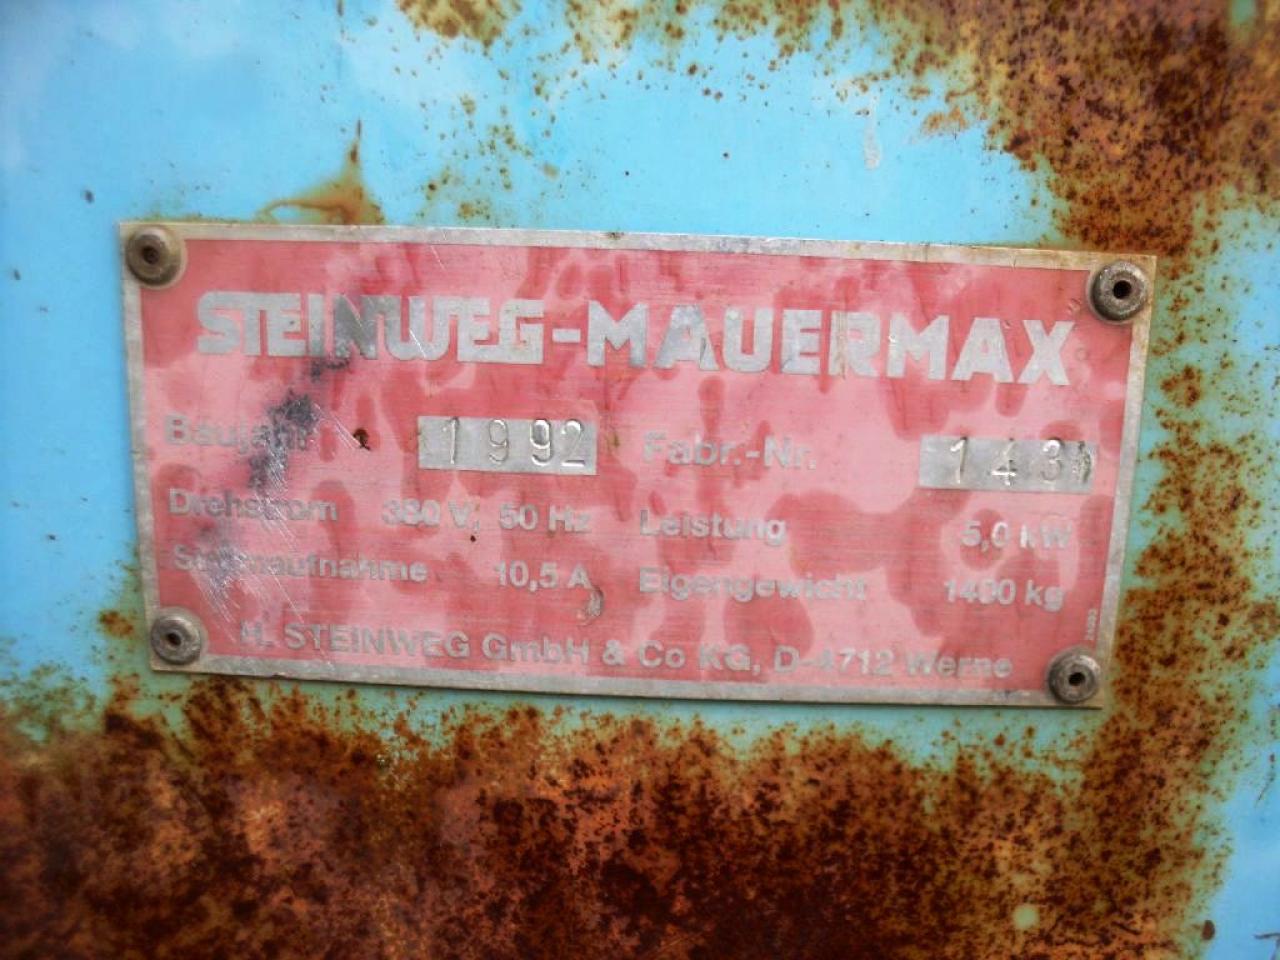 STEINWEG-MAUERMAX
Baujahr 1992 Fabr.-Nr. 143
Drehstrom 380 V, 50 Hz Leistung 5,0 kW
Stromaufnahme 10,5 A Eigengewicht 1400 kg
H. STEINWEG GmbH & Co KG, D-4712 Werne